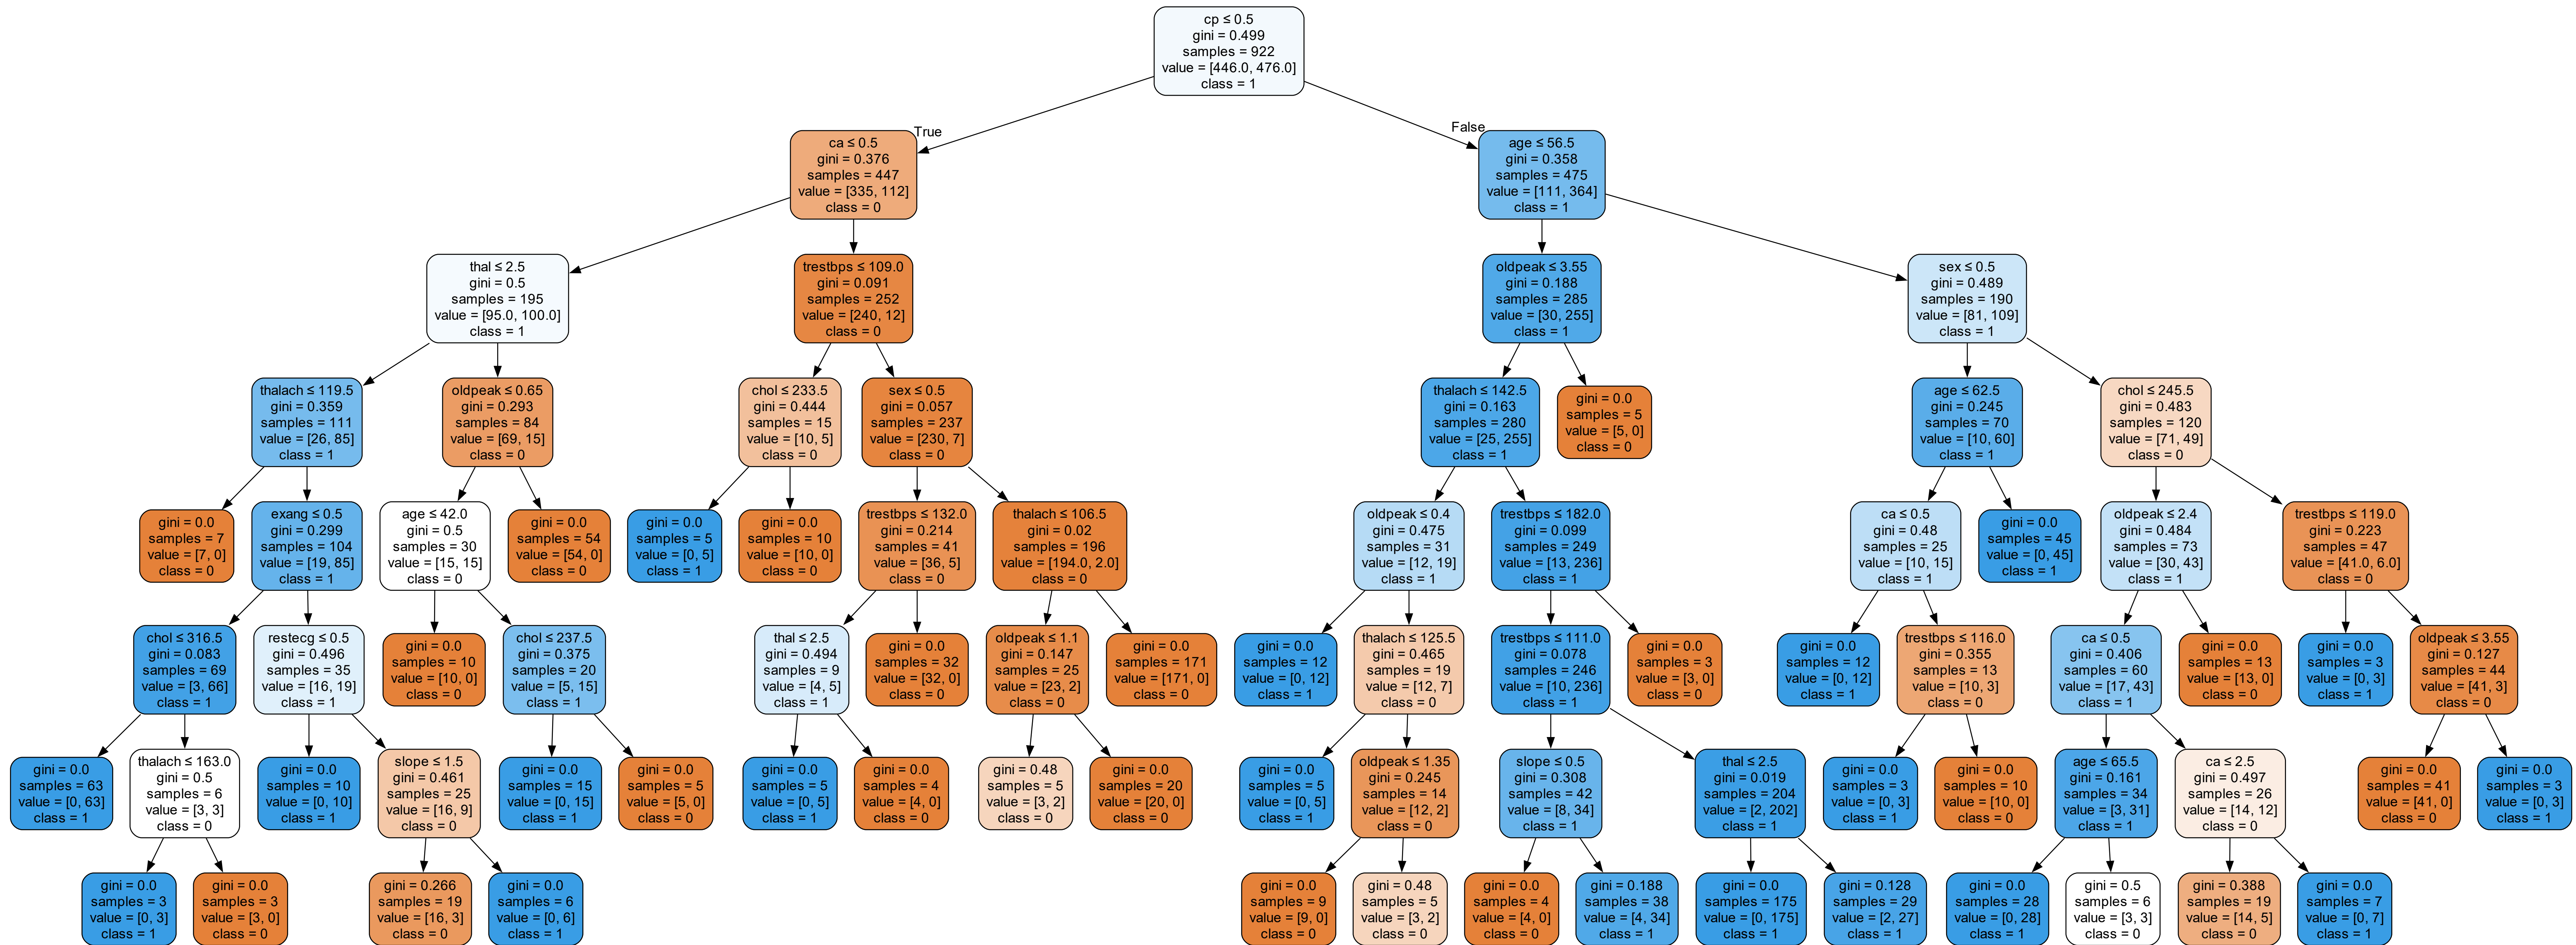 cp ≤ 0.5
gini = 0.499
samples = 922
value = [446.0, 476.0]
class = 1
True
False
ca ≤ 0.5
gini = 0.376
samples = 447
value = [335, 112]
class = 0
age ≤ 56.5
gini = 0.358
samples = 475
value = [111, 364]
class = 1
thal ≤ 2.5
gini = 0.5
samples = 195
value = [95.0, 100.0]
class = 1
trestbps ≤ 109.0
gini = 0.091
samples = 252
value = [240, 12]
class = 0
oldpeak ≤ 3.55
gini = 0.188
samples = 285
value = [30, 255]
class = 1
sex ≤ 0.5
gini = 0.489
samples = 190
value = [81, 109]
class = 1
thalach ≤ 119.5
gini = 0.359
samples = 111
value = [26, 85]
class = 1
oldpeak ≤ 0.65
gini = 0.293
samples = 84
value = [69, 15]
class = 0
chol ≤ 233.5
gini = 0.444
samples = 15
value = [10, 5]
class = 0
sex ≤ 0.5
gini = 0.057
samples = 237
value = [230, 7]
class = 0
thalach ≤ 142.5
gini = 0.163
samples = 280
value = [25, 255]
class = 1
gini = 0.0
samples = 5
value = [5, 0]
class = 0
age ≤ 62.5
gini = 0.245
samples = 70
value = [10, 60]
class = 1
chol ≤ 245.5
gini = 0.483
samples = 120
value = [71, 49]
class = 0
gini = 0.0
samples = 7
value = [7, 0]
class = 0
exang ≤ 0.5
gini = 0.299
samples = 104
value = [19, 85]
class = 1
age ≤ 42.0
gini = 0.5
samples = 30
value = [15, 15]
class = 0
gini = 0.0
samples = 54
value = [54, 0]
class = 0
gini = 0.0
samples = 5
value = [0, 5]
class = 1
gini = 0.0
samples = 10
value = [10, 0]
class = 0
trestbps ≤ 132.0
gini = 0.214
samples = 41
value = [36, 5]
class = 0
thalach ≤ 106.5
gini = 0.02
samples = 196
value = [194.0, 2.0]
class = 0
oldpeak ≤ 0.4
gini = 0.475
samples = 31
value = [12, 19]
class = 1
trestbps ≤ 182.0
gini = 0.099
samples = 249
value = [13, 236]
class = 1
ca ≤ 0.5
gini = 0.48
samples = 25
value = [10, 15]
class = 1
gini = 0.0
samples = 45
value = [0, 45]
class = 1
oldpeak ≤ 2.4
gini = 0.484
samples = 73
value = [30, 43]
class = 1
trestbps ≤ 119.0
gini = 0.223
samples = 47
value = [41.0, 6.0]
class = 0
chol ≤ 316.5
gini = 0.083
samples = 69
value = [3, 66]
class = 1
restecg ≤ 0.5
gini = 0.496
samples = 35
value = [16, 19]
class = 1
gini = 0.0
samples = 10
value = [10, 0]
class = 0
chol ≤ 237.5
gini = 0.375
samples = 20
value = [5, 15]
class = 1
thal ≤ 2.5
gini = 0.494
samples = 9
value = [4, 5]
class = 1
gini = 0.0
samples = 32
value = [32, 0]
class = 0
oldpeak ≤ 1.1
gini = 0.147
samples = 25
value = [23, 2]
class = 0
gini = 0.0
samples = 171
value = [171, 0]
class = 0
gini = 0.0
samples = 12
value = [0, 12]
class = 1
thalach ≤ 125.5
gini = 0.465
samples = 19
value = [12, 7]
class = 0
trestbps ≤ 111.0
gini = 0.078
samples = 246
value = [10, 236]
class = 1
gini = 0.0
samples = 3
value = [3, 0]
class = 0
gini = 0.0
samples = 12
value = [0, 12]
class = 1
trestbps ≤ 116.0
gini = 0.355
samples = 13
value = [10, 3]
class = 0
ca ≤ 0.5
gini = 0.406
samples = 60
value = [17, 43]
class = 1
gini = 0.0
samples = 13
value = [13, 0]
class = 0
gini = 0.0
samples = 3
value = [0, 3]
class = 1
oldpeak ≤ 3.55
gini = 0.127
samples = 44
value = [41, 3]
class = 0
gini = 0.0
samples = 63
value = [0, 63]
class = 1
thalach ≤ 163.0
gini = 0.5
samples = 6
value = [3, 3]
class = 0
gini = 0.0
samples = 10
value = [0, 10]
class = 1
slope ≤ 1.5
gini = 0.461
samples = 25
value = [16, 9]
class = 0
gini = 0.0
samples = 15
value = [0, 15]
class = 1
gini = 0.0
samples = 5
value = [5, 0]
class = 0
gini = 0.0
samples = 5
value = [0, 5]
class = 1
gini = 0.0
samples = 4
value = [4, 0]
class = 0
gini = 0.48
samples = 5
value = [3, 2]
class = 0
gini = 0.0
samples = 20
value = [20, 0]
class = 0
gini = 0.0
samples = 5
value = [0, 5]
class = 1
oldpeak ≤ 1.35
gini = 0.245
samples = 14
value = [12, 2]
class = 0
slope ≤ 0.5
gini = 0.308
samples = 42
value = [8, 34]
class = 1
thal ≤ 2.5
gini = 0.019
samples = 204
value = [2, 202]
class = 1
gini = 0.0
samples = 3
value = [0, 3]
class = 1
gini = 0.0
samples = 10
value = [10, 0]
class = 0
age ≤ 65.5
gini = 0.161
samples = 34
value = [3, 31]
class = 1
ca ≤ 2.5
gini = 0.497
samples = 26
value = [14, 12]
class = 0
gini = 0.0
samples = 41
value = [41, 0]
class = 0
gini = 0.0
samples = 3
value = [0, 3]
class = 1
gini = 0.0
samples = 3
value = [0, 3]
class = 1
gini = 0.0
samples = 3
value = [3, 0]
class = 0
gini = 0.266
samples = 19
value = [16, 3]
class = 0
gini = 0.0
samples = 6
value = [0, 6]
class = 1
gini = 0.0
samples = 9
value = [9, 0]
class = 0
gini = 0.48
samples = 5
value = [3, 2]
class = 0
gini = 0.0
samples = 4
value = [4, 0]
class = 0
gini = 0.188
samples = 38
value = [4, 34]
class = 1
gini = 0.0
samples = 175
value = [0, 175]
class = 1
gini = 0.128
samples = 29
value = [2, 27]
class = 1
gini = 0.0
samples = 28
value = [0, 28]
class = 1
gini = 0.5
samples = 6
value = [3, 3]
class = 0
gini = 0.388
samples = 19
value = [14, 5]
class = 0
gini = 0.0
samples = 7
value = [0, 7]
class = 1